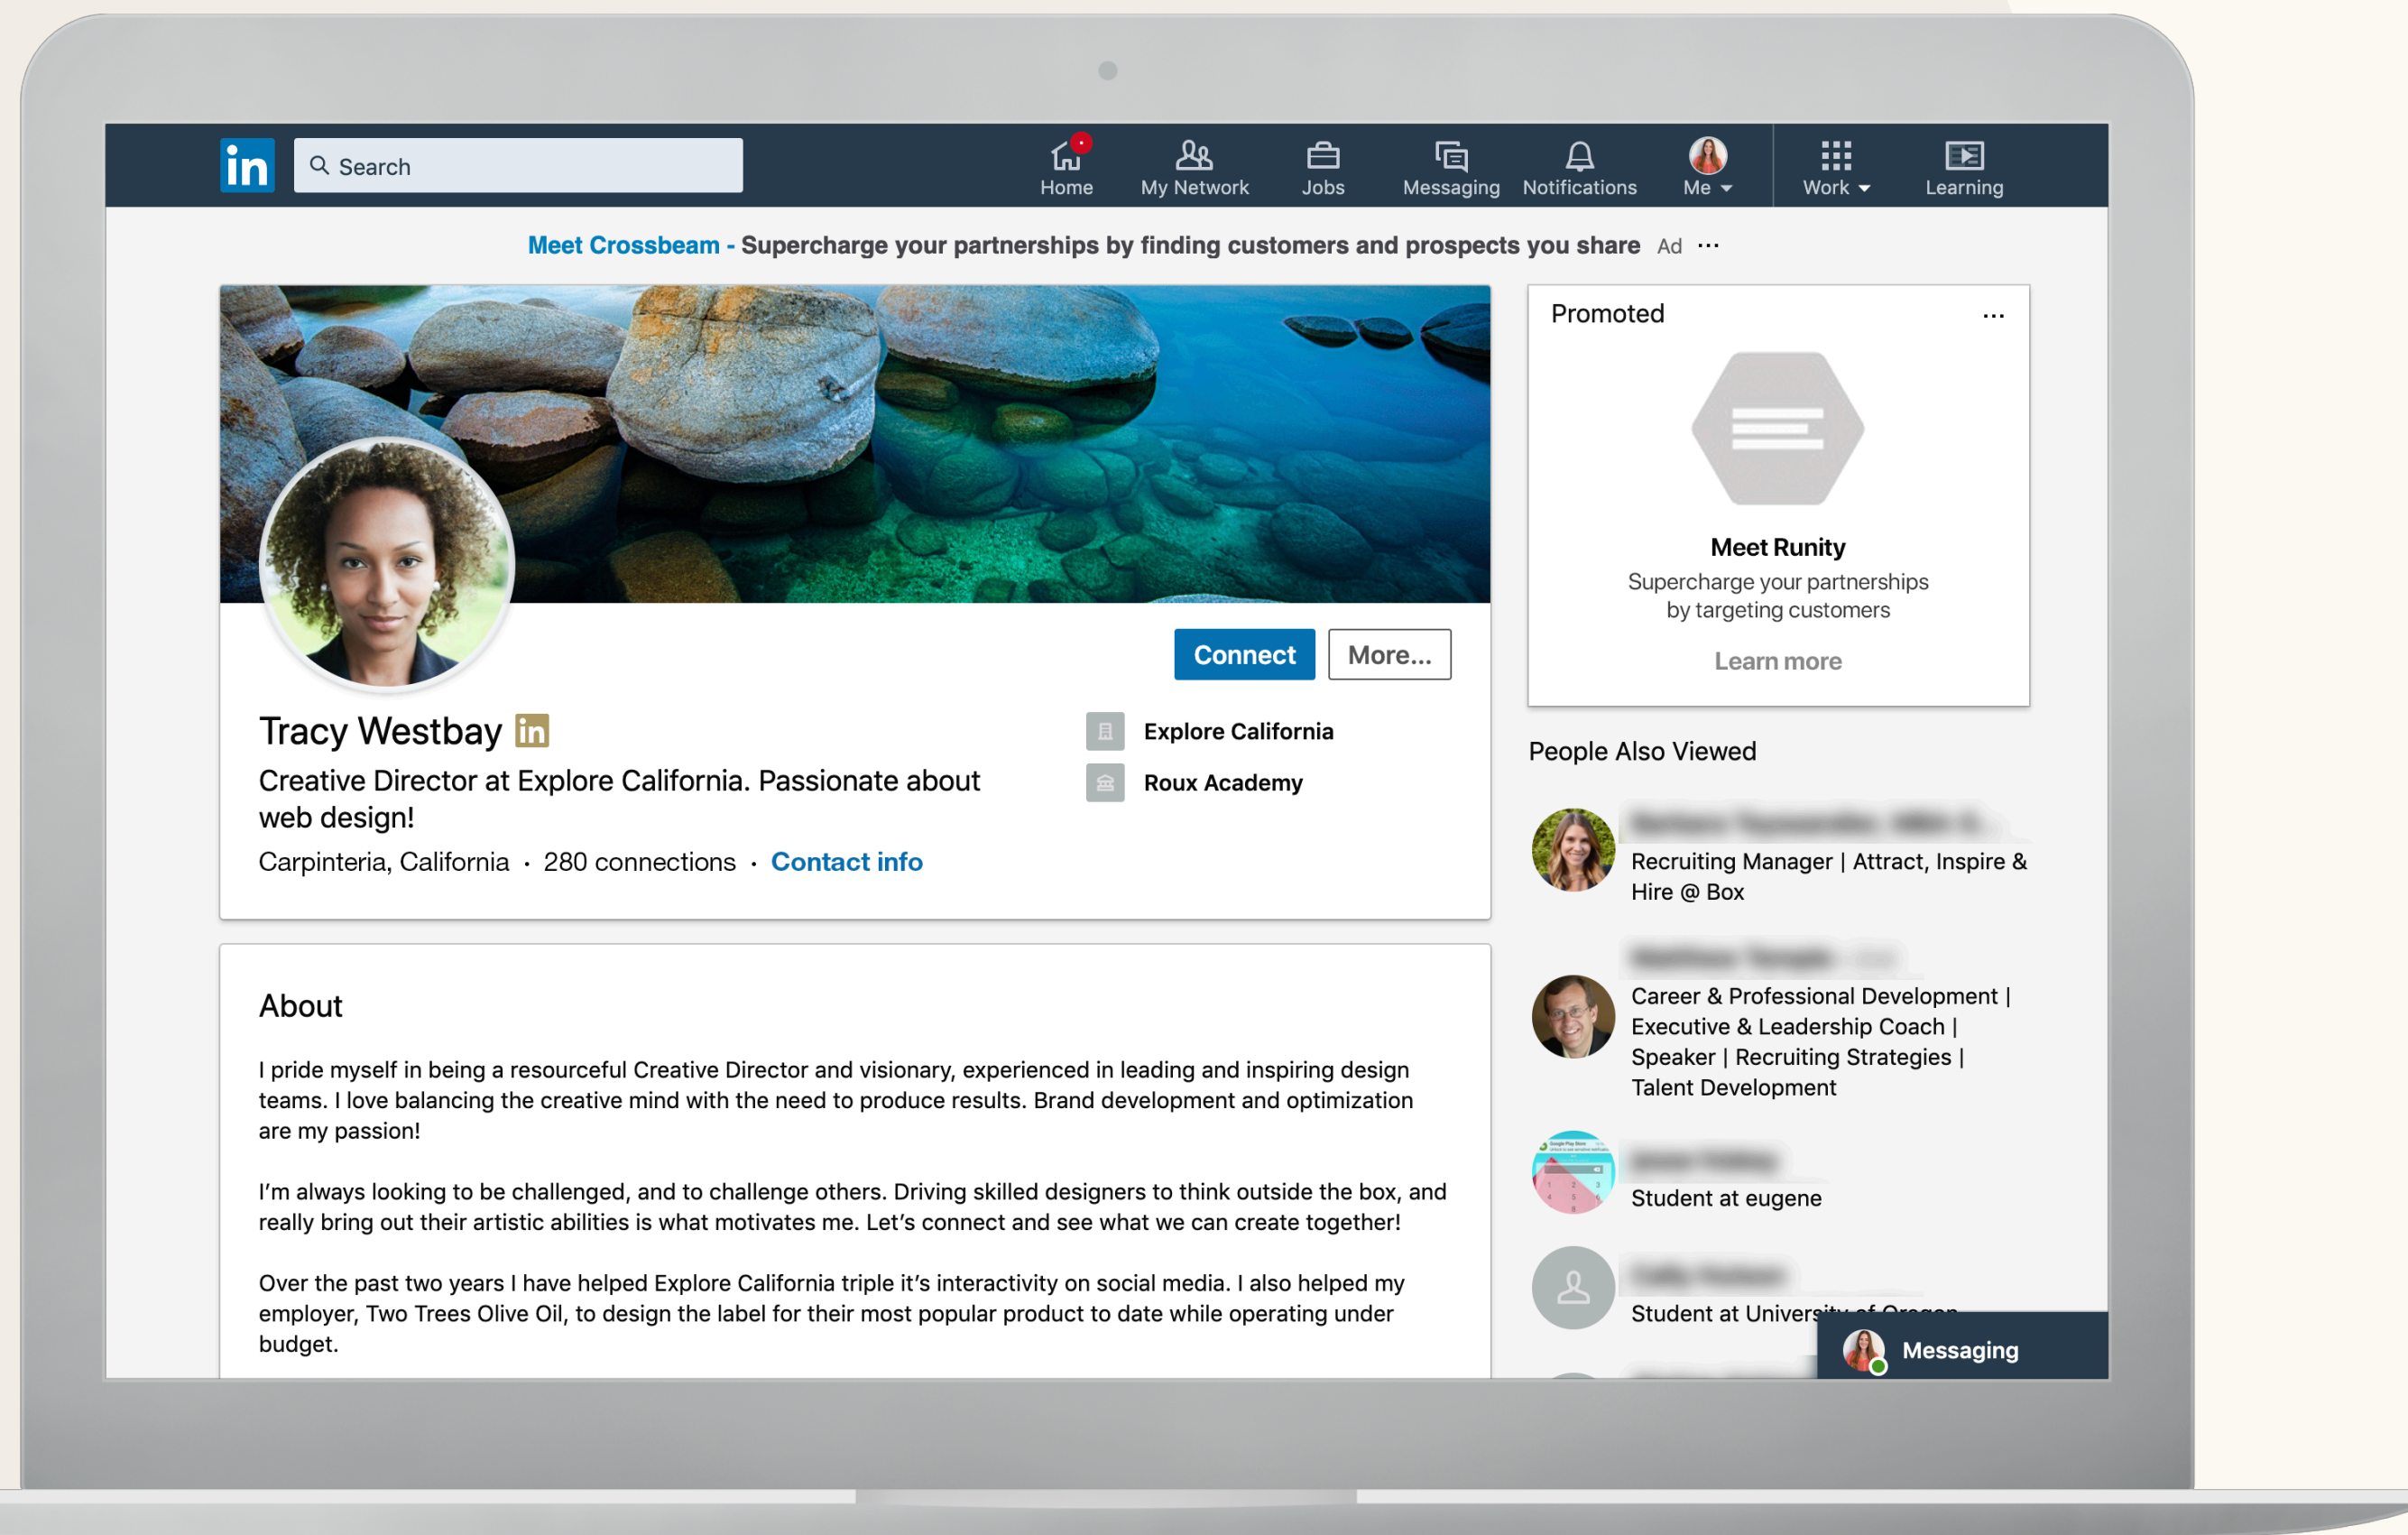 in
Search
Home
My Network
Jobs
Messaging
Notifications
Me
Work
Learning
Meet Crossbeam - Supercharge your partnerships by finding customers and prospects you share Ad ...
Connect
More...
Tracy Westbay in
Creative Director at Explore California. Passionate about
web design!
Carpinteria, California · 280 connections · Contact info
Explore California
Roux Academy
About
I pride myself in being a resourceful Creative Director and visionary, experienced in leading and inspiring design
teams. I love balancing the creative mind with the need to produce results. Brand development and optimization
are my passion!
I’m always looking to be challenged, and to challenge others. Driving skilled designers to think outside the box, and
really bring out their artistic abilities is what motivates me. Let’s connect and see what we can create together!
Over the past two years I have helped Explore California triple it’s interactivity on social media. I also helped my
employer, Two Trees Olive Oil, to design the label for their most popular product to date while operating under
budget.
Promoted ...
Meet Runity
Supercharge your partnerships
by targeting customers
Learn more
People Also Viewed
Recruiting Manager | Attract, Inspire &
Hire @ Box
Career & Professional Development |
Executive & Leadership Coach |
Speaker | Recruiting Strategies |
Talent Development
Student at eugene
Student at University of Oregon
Messaging